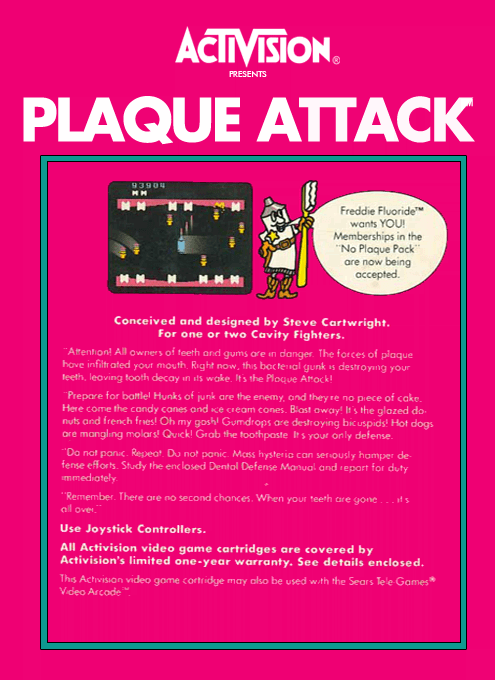 ACTIVISION®
PRESENTS
PLAQUE ATTACK™
93904
Freddie Fluoride™
wants YOU!
Memberships in the
"No Plaque Pack"
are now being
accepted.
Conceived and designed by Steve Cartwright.
For one or two Cavity Fighters.
"Attention! All owners of teeth and gums are in danger. The forces of plaque
have infiltrated your mouth. Right now, this bacterial gunk is destroying your
teeth, leaving tooth decay in its wake. It's the Plaque Attack!
"Prepare for battle! Hunks of junk are the enemy, and they're no piece of cake.
Here come the candy canes and ice cream cones. Blast away! It's the glazed do-
nuts and french fries! Oh my gosh! Gumdrops are destroying bicuspids! Hot dogs
are mangling molars! Quick! Grab the toothpaste. It's your only defense.
"Do not panic. Repeat. Do not panic. Mass hysteria can seriously hamper de-
fense efforts. Study the enclosed Dental Defense Manual and report for duty
immediately.
"Remember. There are no second chances. When your teeth are gone . . . it's
all over."
Use Joystick Controllers.
All Activision video game cartridges are covered by
Activision's limited one-year warranty. See details enclosed.
This Activision video game cartridge may also be used with the Sears Tele-Games®
Video Arcade™.